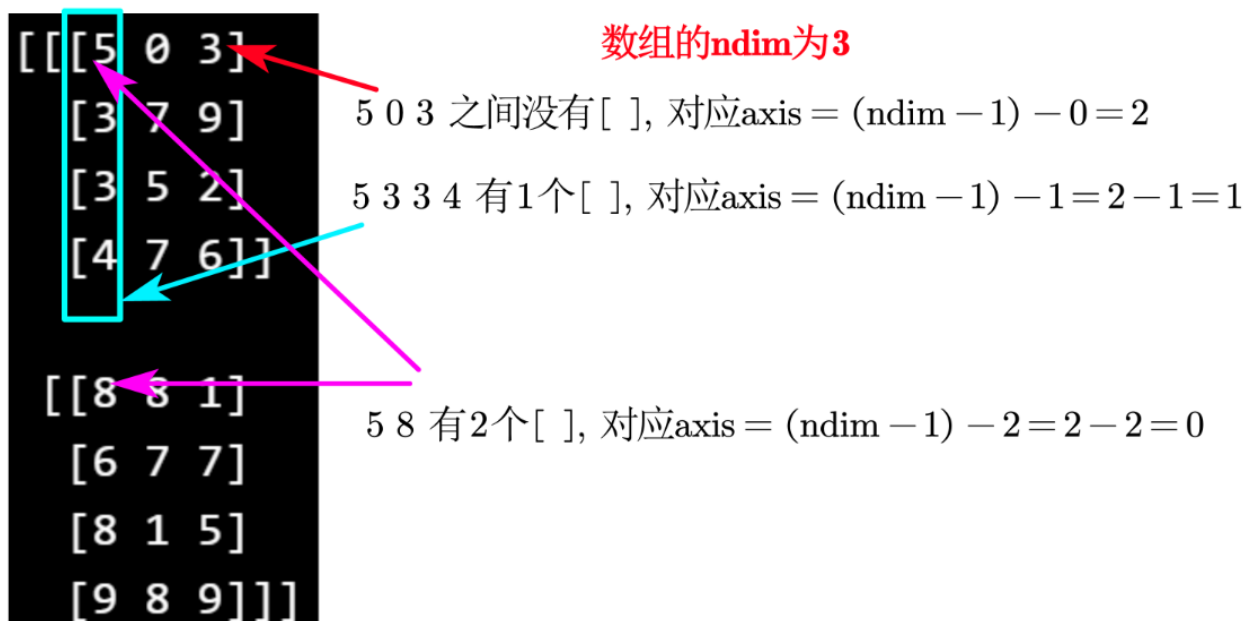 数组的ndim为3
[[[5 0 3]
[3 7 9]
[3 5 2]
[4 7 6]]
[[8 8 1]
[6 7 7]
[8 1 5]
[9 8 9]]]
5 0 3 之间没有[ ], 对应axis = (ndim − 1) − 0 = 2
5 3 3 4 有1个[ ], 对应axis = (ndim − 1) − 1 = 2 − 1 = 1
5 8 有2个[ ], 对应axis = (ndim − 1) − 2 = 2 − 2 = 0